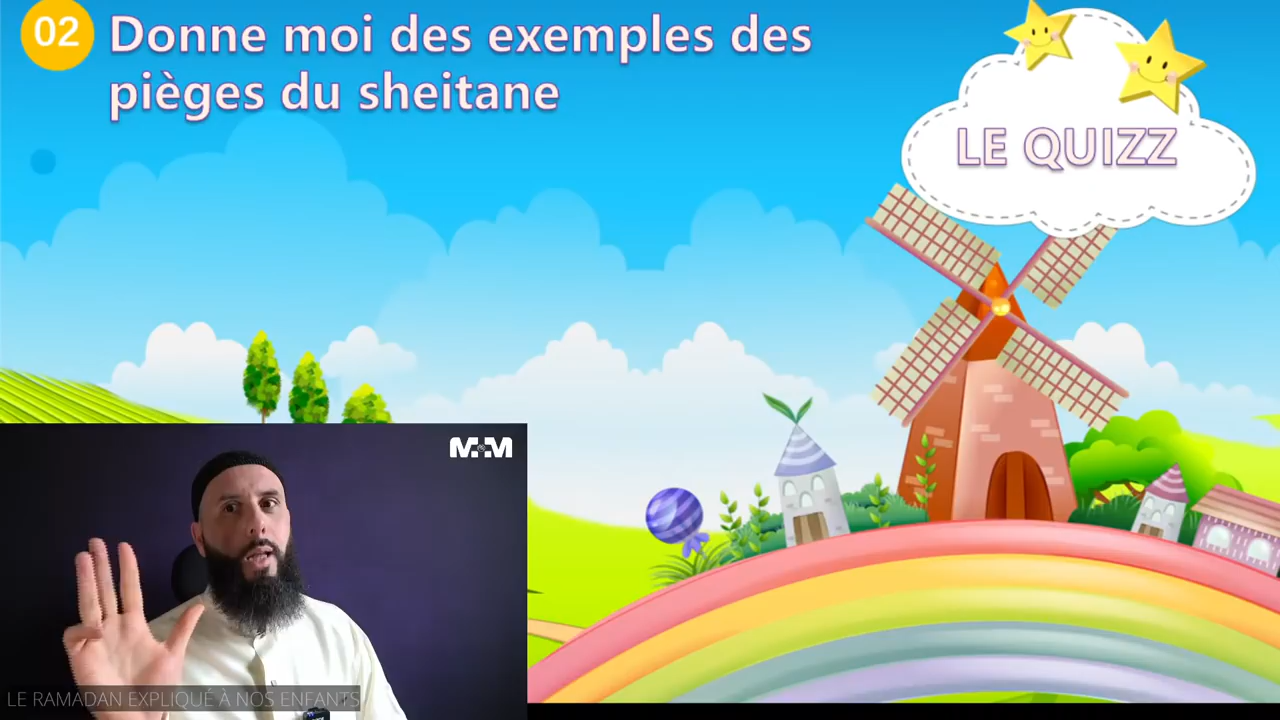 02
Donne moi des exemples des
pièges du sheitane
LE QUIZZ
M&M
LE RAMADAN EXPLIQUÉ À NOS ENFANTS